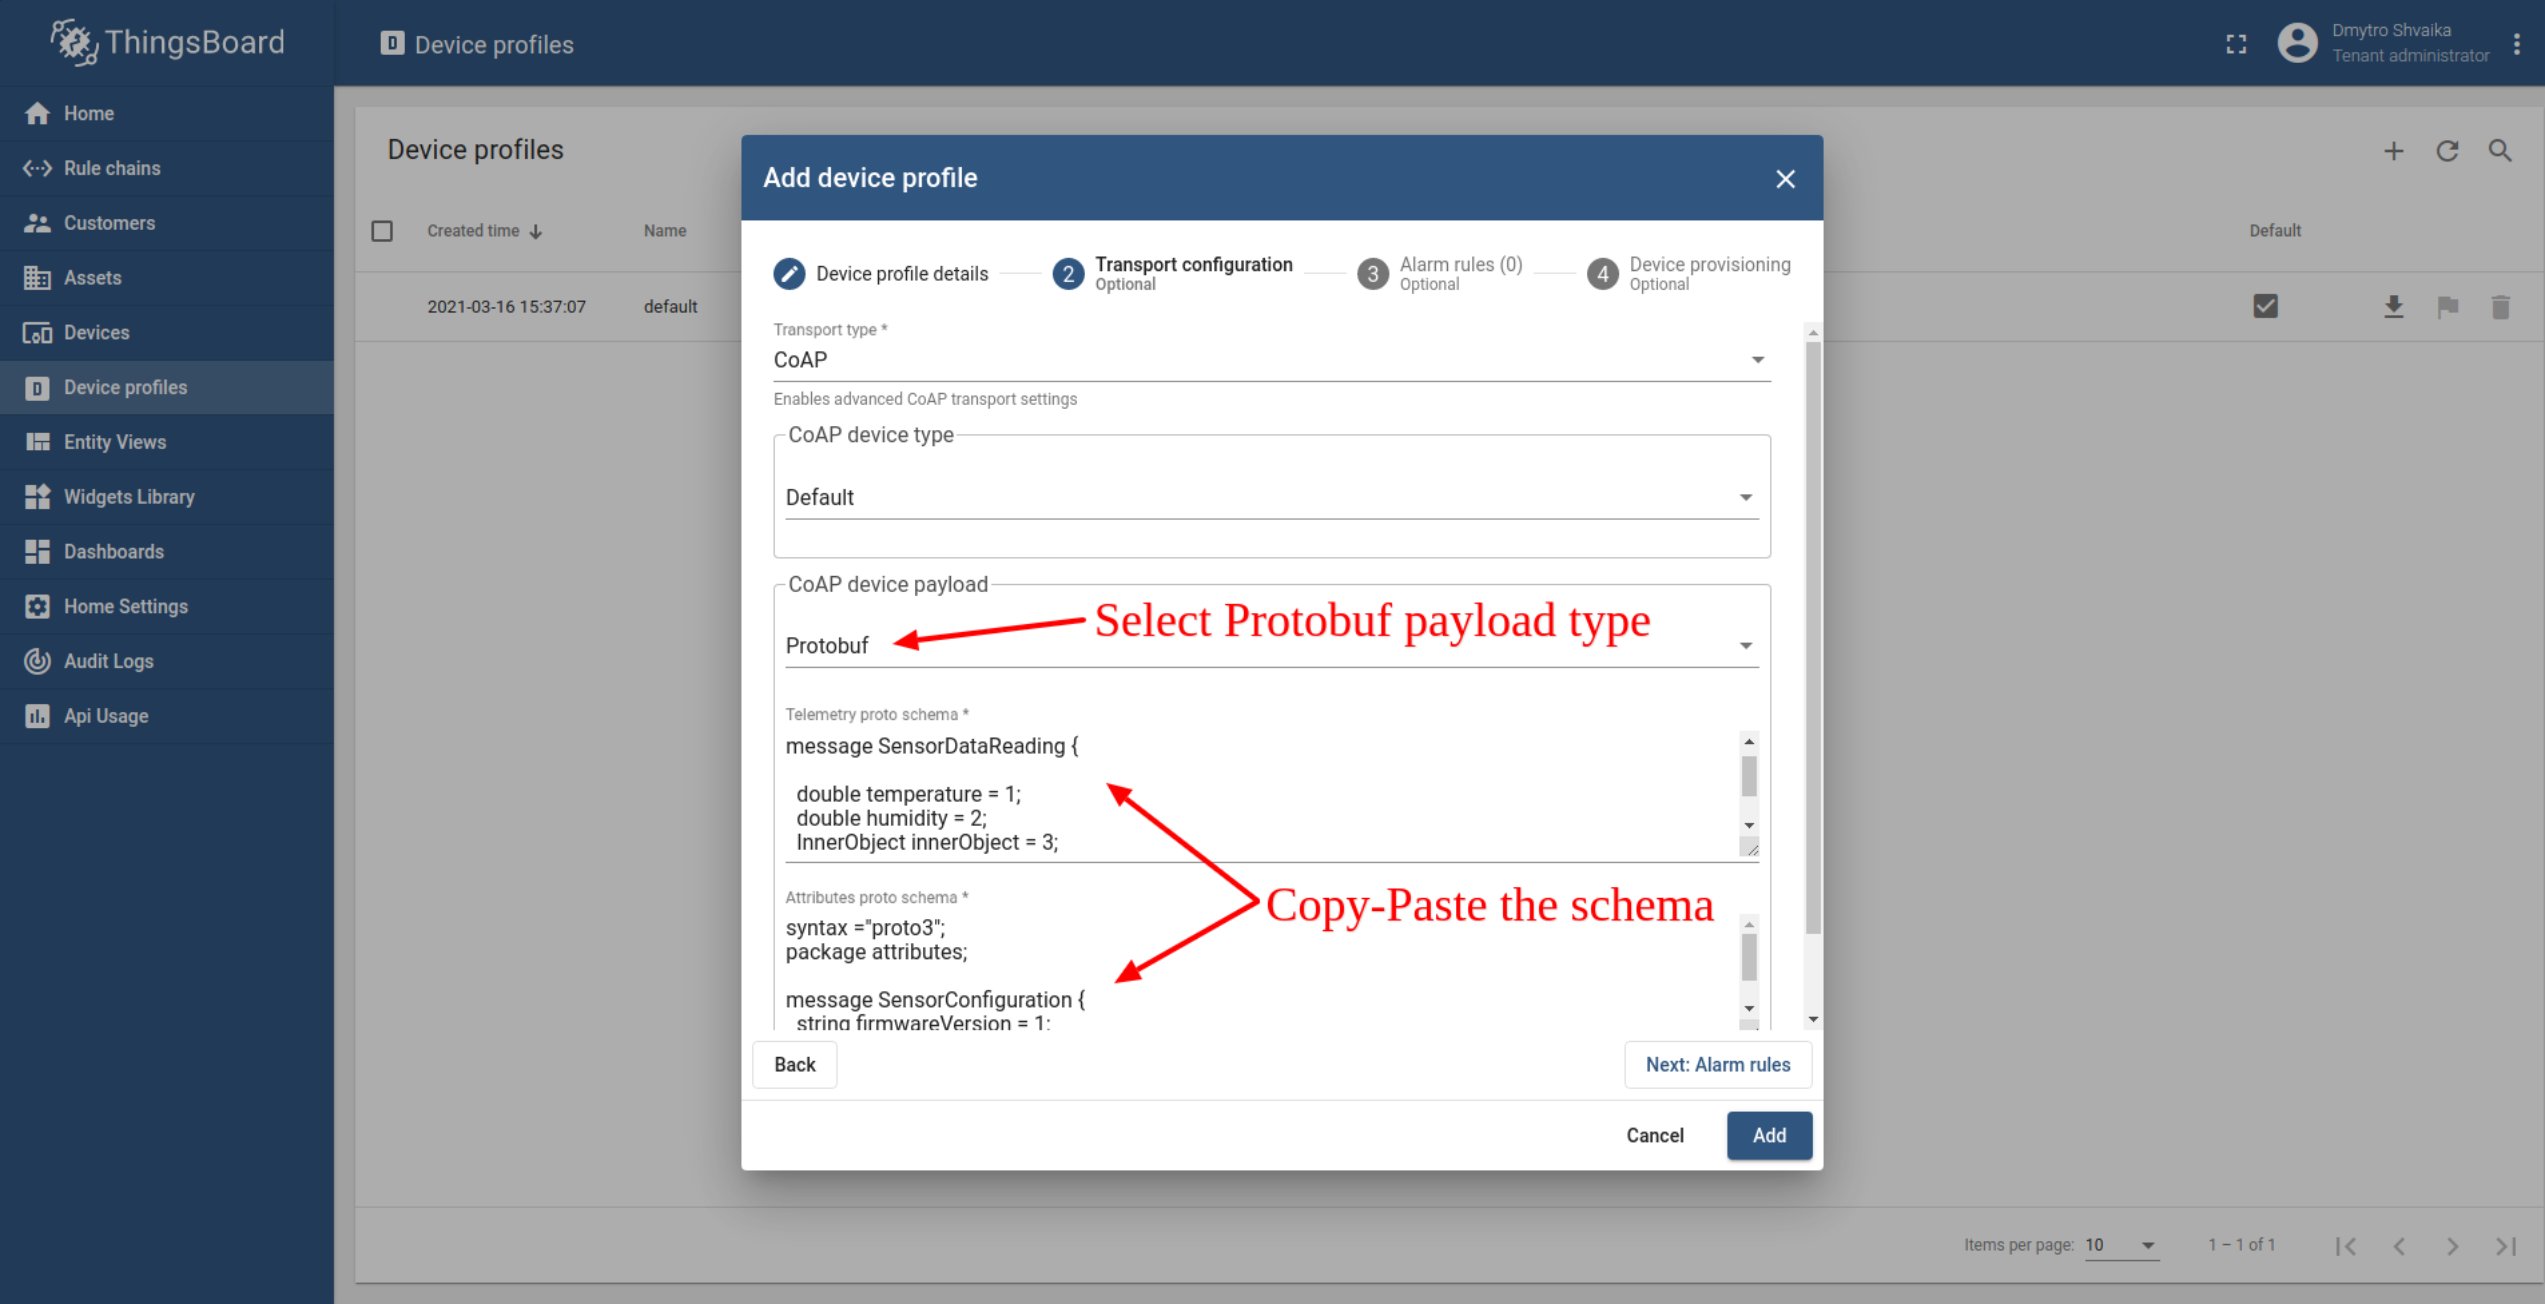 ThingsBoard
Device profiles
Dmytro Shvaika
Tenant administrator
Home
Rule chains
Customers
Assets
Devices
Device profiles
Entity Views
Widgets Library
Dashboards
Home Settings
Audit Logs
Api Usage
Device profiles
Created time
Name
Default
2021-03-16 15:37:07
default
Add device profile
Device profile details
2
Transport configuration
Optional
3
Alarm rules (0)
Optional
4
Device provisioning
Optional
Transport type *
CoAP
Enables advanced CoAP transport settings
CoAP device type
Default
CoAP device payload
Select Protobuf payload type
Protobuf
Telemetry proto schema *
message SensorDataReading {
double temperature = 1;
double humidity = 2;
InnerObject innerObject = 3;
Copy-Paste the schema
Attributes proto schema *
syntax ="proto3";
package attributes;
message SensorConfiguration {
string firmwareVersion = 1;
Back
Next: Alarm rules
Cancel
Add
Items per page: 10
1 – 1 of 1